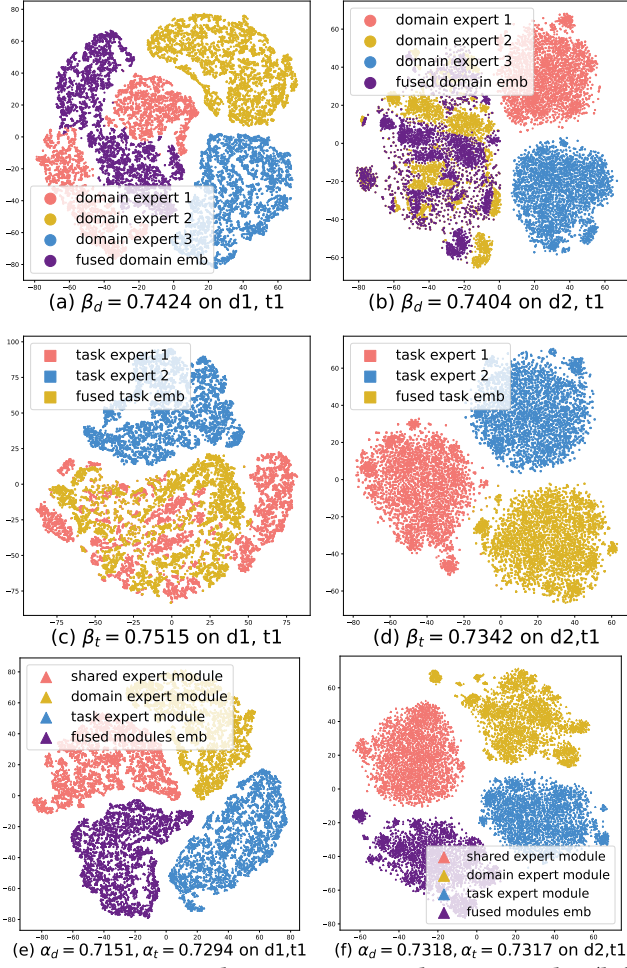 domain expert 1
domain expert 2
domain expert 3
fused domain emb
80
60
40
20
0
−20
−40
−60
−80
−80 −60 −40 −20 0 20 40 60 80
(a) β_d = 0.7424 on d1, t1
domain expert 1
domain expert 2
domain expert 3
fused domain emb
60
40
20
0
−20
−40
−60
−80 −60 −40 −20 0 20 40 60
(b) β_d = 0.7404 on d2, t1
task expert 1
task expert 2
fused task emb
100
75
50
25
0
−25
−50
−75
−75 −50 −25 0 25 50 75
(c) β_t = 0.7515 on d1, t1
task expert 1
task expert 2
fused task emb
60
40
20
0
−20
−40
−60
−80 −60 −40 −20 0 20 40 60
(d) β_t = 0.7342 on d2,t1
shared expert module
domain expert module
task expert module
fused modules emb
80
60
40
20
0
−20
−40
−60
−80
−80 −60 −40 −20 0 20 40 60 80
(e) α_d = 0.7151, α_t = 0.7294 on d1,t1
shared expert module
domain expert module
task expert module
fused modules emb
60
40
20
0
−20
−40
−60
−80
−60 −40 −20 0 20 40 60
(f) α_d = 0.7318, α_t = 0.7317 on d2,t1